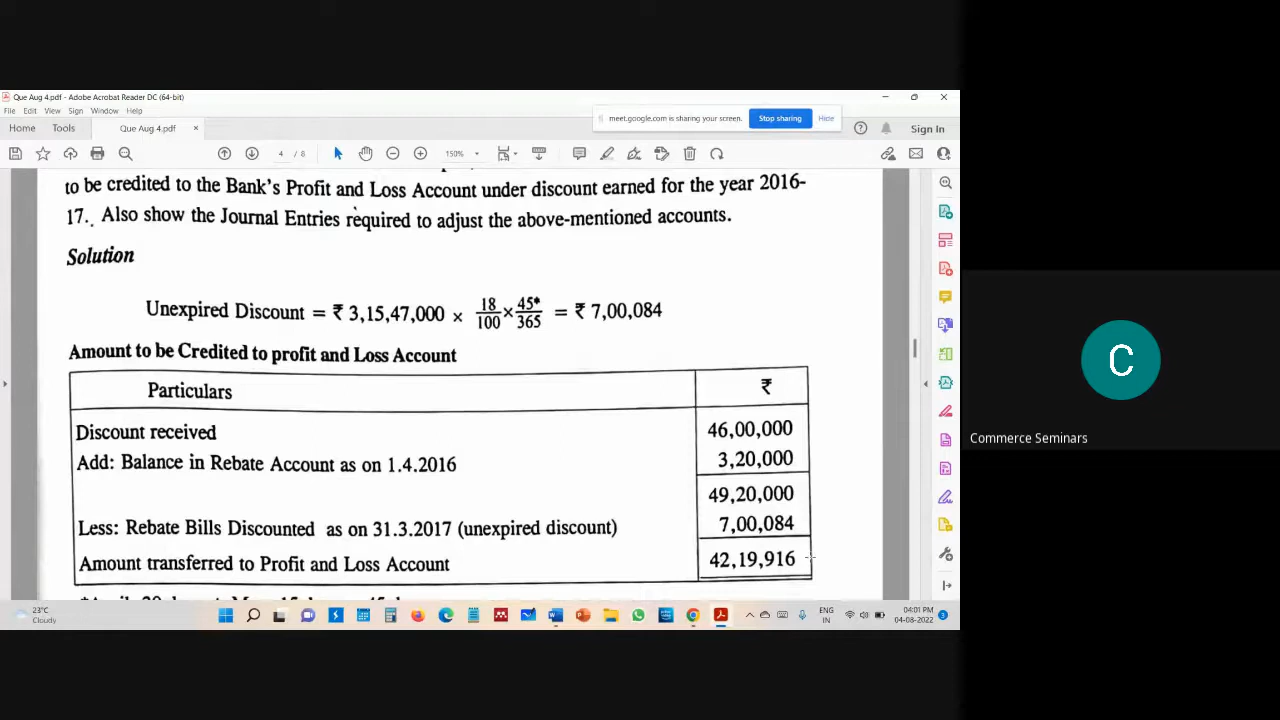 Que Aug 4.pdf - Adobe Acrobat Reader DC (64-bit)
File Edit View Sign Window Help
meet.google.com is sharing your screen. Stop sharing Hide
Home Tools Que Aug 4.pdf × Sign In
4 / 8 150%
to be credited to the Bank's Profit and Loss Account under discount earned for the year 2016-
17.. Also show the Journal Entries required to adjust the above-mentioned accounts.
Solution
Unexpired Discount = ₹ 3,15,47,000 × 18/100 × 45*/365 = ₹ 7,00,084
Amount to be Credited to profit and Loss Account
Particulars ₹
Discount received 46,00,000
Add: Balance in Rebate Account as on 1.4.2016 3,20,000
49,20,000
Less: Rebate Bills Discounted as on 31.3.2017 (unexpired discount) 7,00,084
Amount transferred to Profit and Loss Account 42,19,916
C
Commerce Seminars
23°C
Cloudy
ENG
IN
04:01 PM
04-08-2022
3